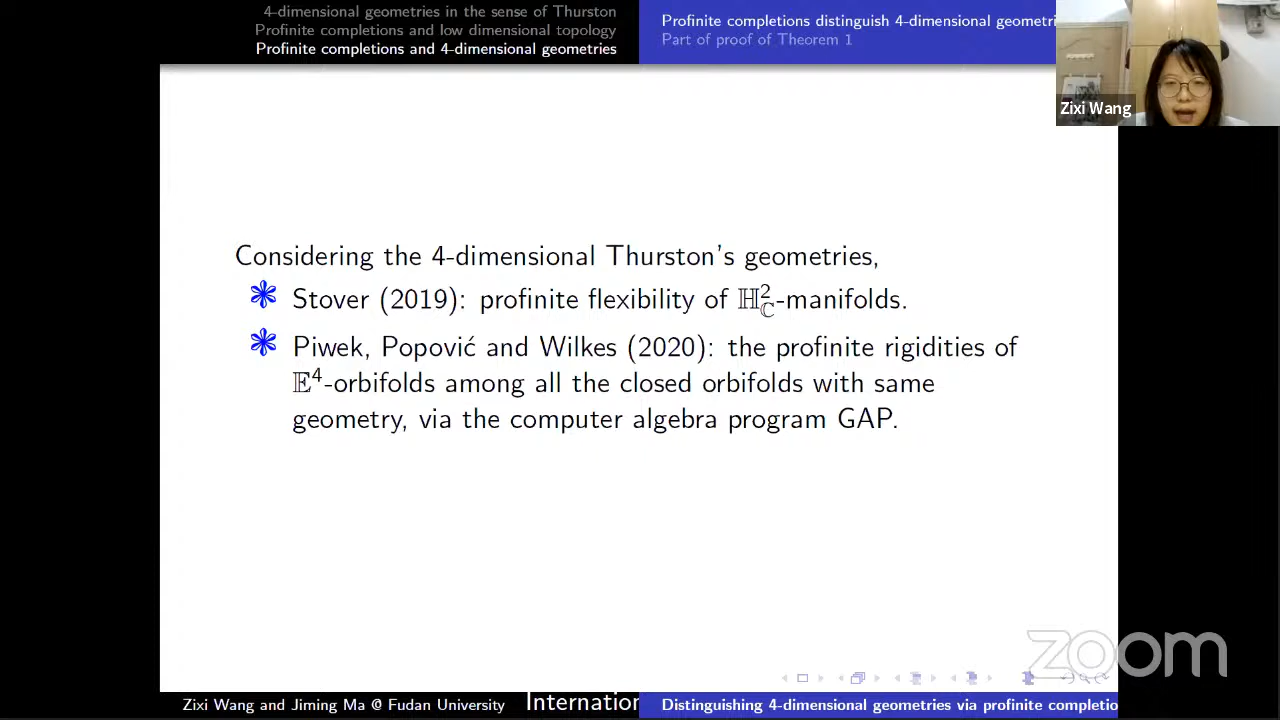 4-dimensional geometries in the sense of Thurston
Profinite completions and low dimensional topology
Profinite completions and 4-dimensional geometries
Profinite completions distinguish 4-dimensional geometri
Part of proof of Theorem 1
Zixi Wang
Considering the 4-dimensional Thurston's geometries,
Stover (2019): profinite flexibility of ℍ²_ℂ-manifolds.
Piwek, Popović and Wilkes (2020): the profinite rigidities of
𝔼⁴-orbifolds among all the closed orbifolds with same
geometry, via the computer algebra program GAP.
zoom
Zixi Wang and Jiming Ma @ Fudan University
Internation
Distinguishing 4-dimensional geometries via profinite completio